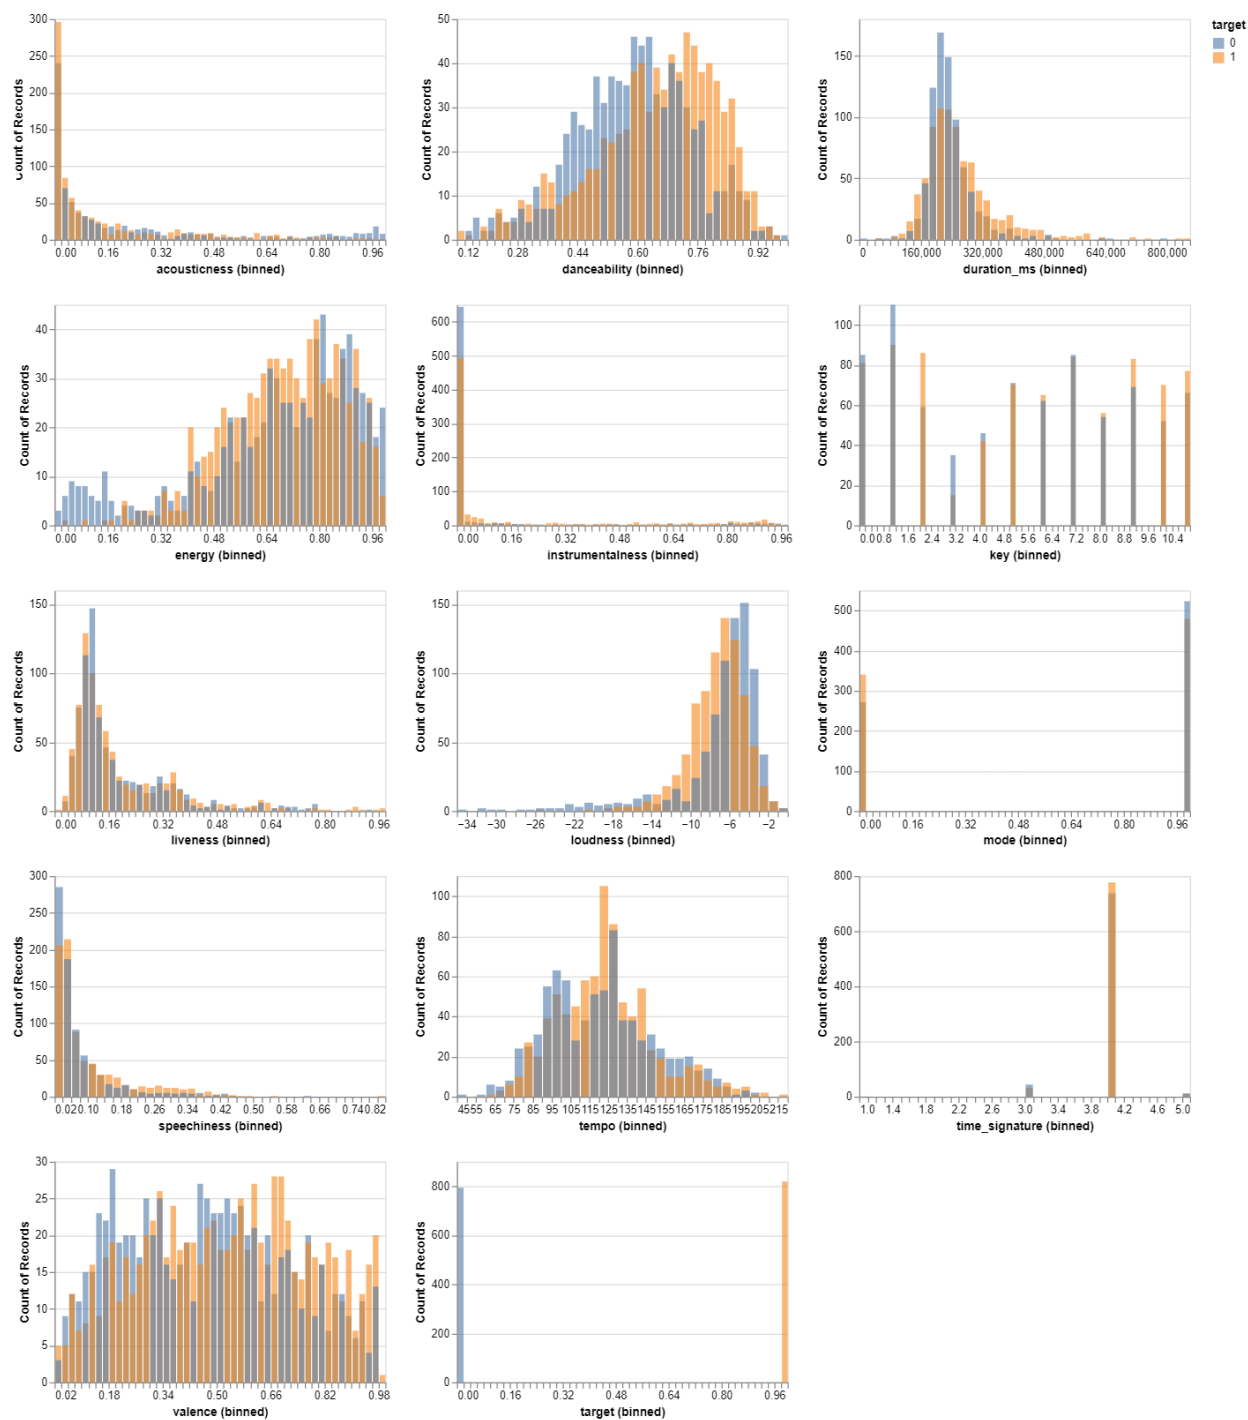 300
250
200
150
100
50
0
Count of Records
0.00 0.16 0.32 0.48 0.64 0.80 0.96
acousticness (binned)
50
40
30
20
10
0
Count of Records
0.12 0.28 0.44 0.60 0.76 0.92
danceability (binned)
150
100
50
0
Count of Records
0 160,000 320,000 480,000 640,000 800,000
duration_ms (binned)
target
0
1
40
30
20
10
0
Count of Records
0.00 0.16 0.32 0.48 0.64 0.80 0.96
energy (binned)
600
500
400
300
200
100
0
Count of Records
0.00 0.16 0.32 0.48 0.64 0.80 0.96
instrumentalness (binned)
100
80
60
40
20
0
Count of Records
0.0 0.8 1.6 2.4 3.2 4.0 4.8 5.6 6.4 7.2 8.0 8.8 9.6 10.4
key (binned)
150
100
50
0
Count of Records
0.00 0.16 0.32 0.48 0.64 0.80 0.96
liveness (binned)
150
100
50
0
Count of Records
−34 −30 −26 −22 −18 −14 −10 −6 −2
loudness (binned)
500
400
300
200
100
0
Count of Records
0.00 0.16 0.32 0.48 0.64 0.80 0.96
mode (binned)
300
250
200
150
100
50
0
Count of Records
0.02 0.10 0.18 0.26 0.34 0.42 0.50 0.58 0.66 0.74 0.82
speechiness (binned)
100
80
60
40
20
0
Count of Records
45 55 65 75 85 95 105 115 125 135 145 155 165 175 185 195 205 215
tempo (binned)
800
600
400
200
0
Count of Records
1.0 1.4 1.8 2.2 2.6 3.0 3.4 3.8 4.2 4.6 5.0
time_signature (binned)
30
25
20
15
10
5
0
Count of Records
0.02 0.18 0.34 0.50 0.66 0.82 0.98
valence (binned)
800
600
400
200
0
Count of Records
0.00 0.16 0.32 0.48 0.64 0.80 0.96
target (binned)